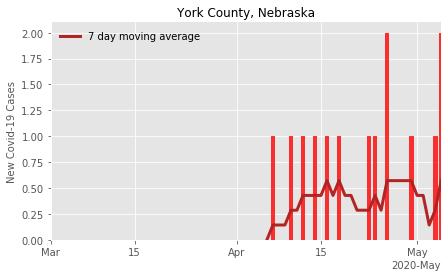 York County, Nebraska
7 day moving average
New Covid-19 Cases
2.00
1.75
1.50
1.25
1.00
0.75
0.50
0.25
0.00
Mar 15 Apr 15 May
2020-May